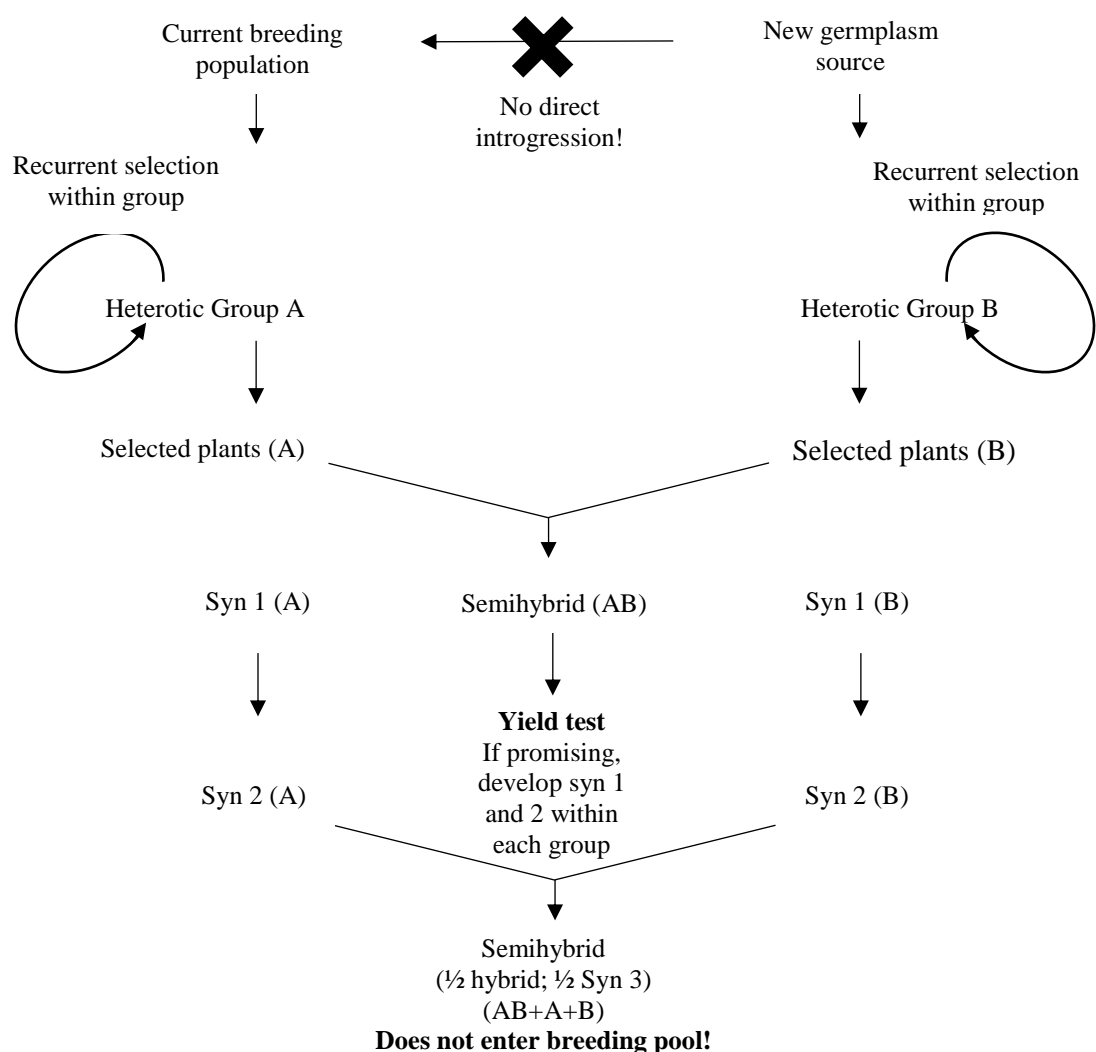 Current breeding
population
New germplasm
source
No direct
introgression!
Recurrent selection
within group
Recurrent selection
within group
Heterotic Group A
Heterotic Group B
Selected plants (A)
Selected plants (B)
Syn 1 (A)
Semihybrid (AB)
Syn 1 (B)
Yield test
If promising,
develop syn 1
and 2 within
each group
Syn 2 (A)
Syn 2 (B)
Semihybrid
(½ hybrid; ½ Syn 3)
(AB+A+B)
Does not enter breeding pool!